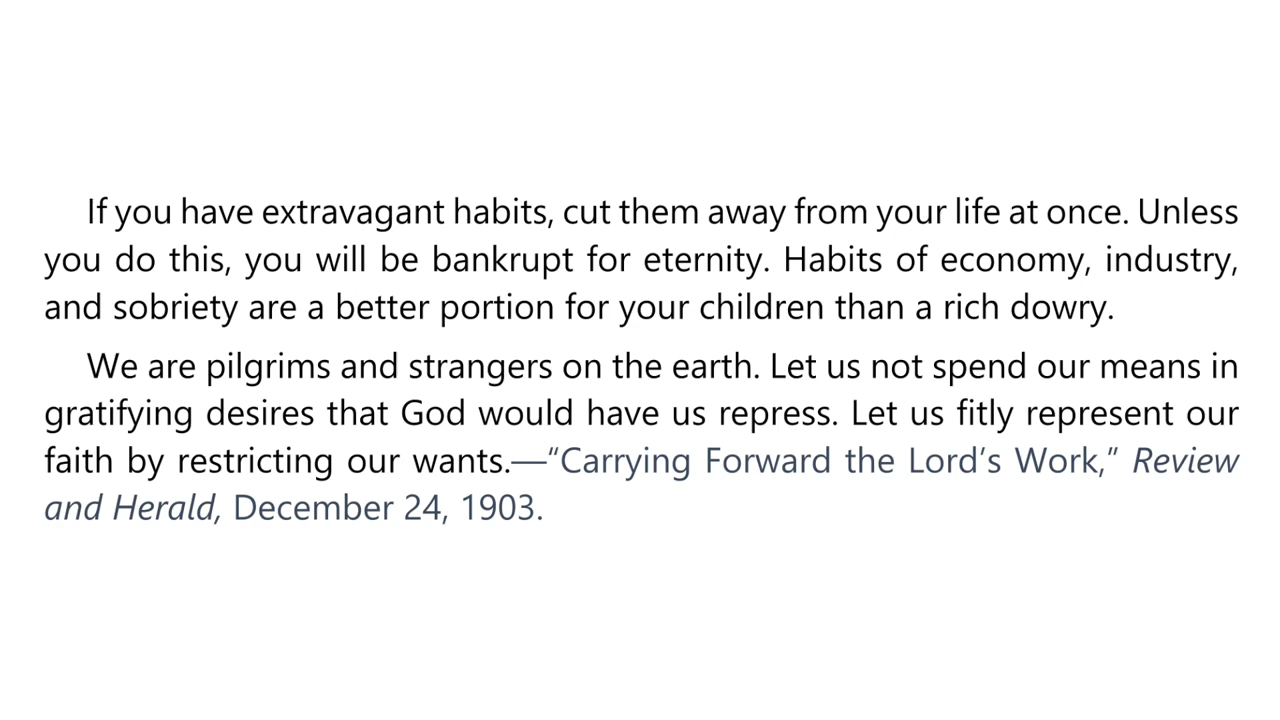 If you have extravagant habits, cut them away from your life at once. Unless
you do this, you will be bankrupt for eternity. Habits of economy, industry,
and sobriety are a better portion for your children than a rich dowry.
We are pilgrims and strangers on the earth. Let us not spend our means in
gratifying desires that God would have us repress. Let us fitly represent our
faith by restricting our wants.—“Carrying Forward the Lord’s Work,” Review
and Herald, December 24, 1903.